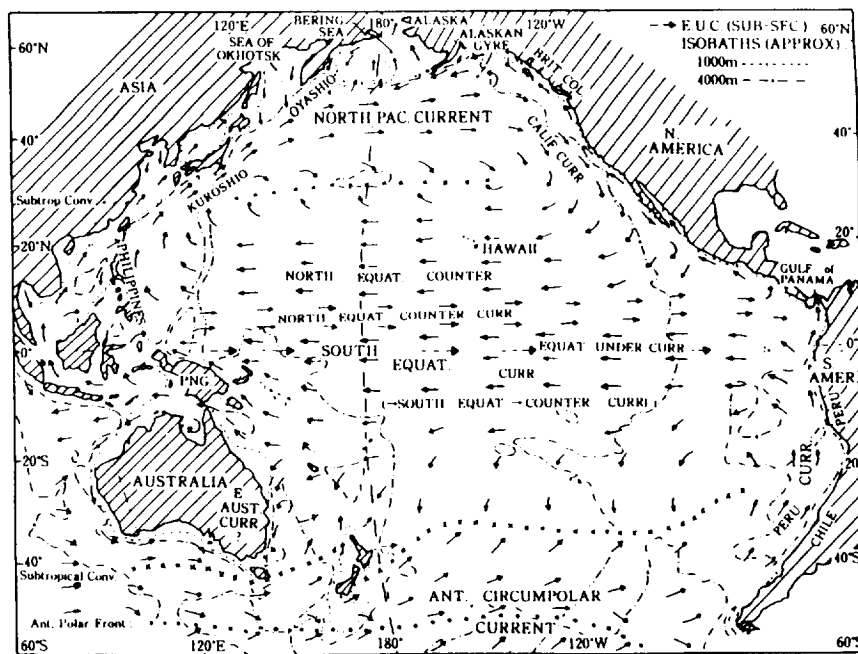 120°E
BERING SEA
180°
ALASKA
120°W
E.U.C. (SUB-SFC)
60°N
60°N
SEA OF OKHOTSK
ALASKAN GYRE
ISOBATHS (APPROX)
1000m
4000m
BRIT COL
ASIA
OYASHIO
NORTH PAC. CURRENT
40°
CALIF CURR
N. AMERICA
40°
Subtrop Conv.
KUROSHIO
20°N
PHILIPPINES
HAWAII
20°
NORTH EQUAT. COUNTER
GULF of PANAMA
NORTH EQUAT COUNTER CURR
0°
SOUTH EQUAT. CURR
EQUAT UNDER CURR
0°
PNG
S AMER
SOUTH EQUAT COUNTER CURR
PERU
20°S
AUSTRALIA
E AUST CURR
PERU CURR.
20
CHILE
40°
40°S
Subtropical Conv.
ANT. CIRCUMPOLAR CURRENT
Ant. Polar Front
60°S
120°E
180°
120°W
60°S